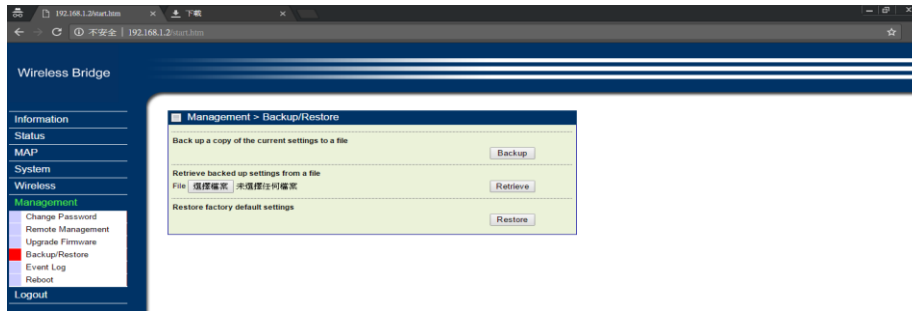 192.168.1.2/start.htm
下載
不安全 | 192.168.1.2/start.htm
Wireless Bridge
Information
Status
MAP
System
Wireless
Management
Change Password
Remote Management
Upgrade Firmware
Backup/Restore
Event Log
Reboot
Logout
Management > Backup/Restore
Back up a copy of the current settings to a file
Backup
Retrieve backed up settings from a file
File 選擇檔案 未選擇任何檔案
Retrieve
Restore factory default settings
Restore